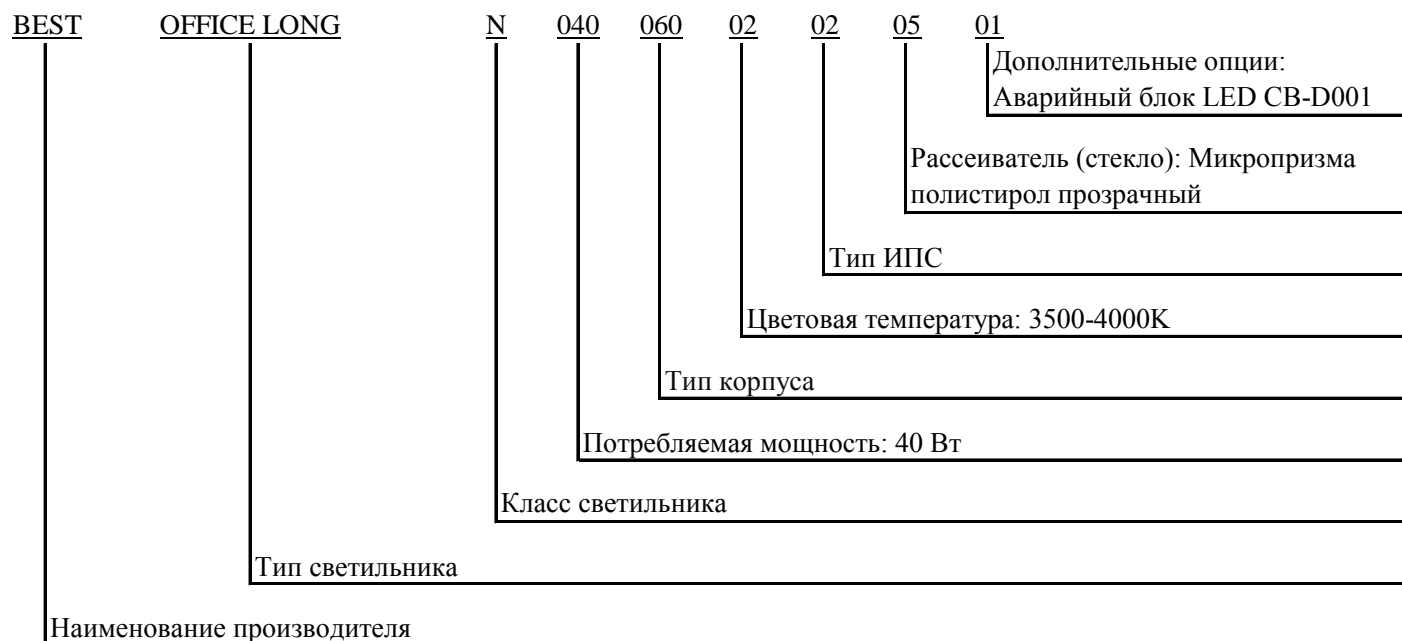 BEST OFFICE LONG N 040 060 02 02 05 01
Дополнительные опции:
Аварийный блок LED CB-D001
Рассеиватель (стекло): Микропризма
полистирол прозрачный
Тип ИПС
Цветовая температура: 3500-4000K
Тип корпуса
Потребляемая мощность: 40 Вт
Класс светильника
Тип светильника
Наименование производителя